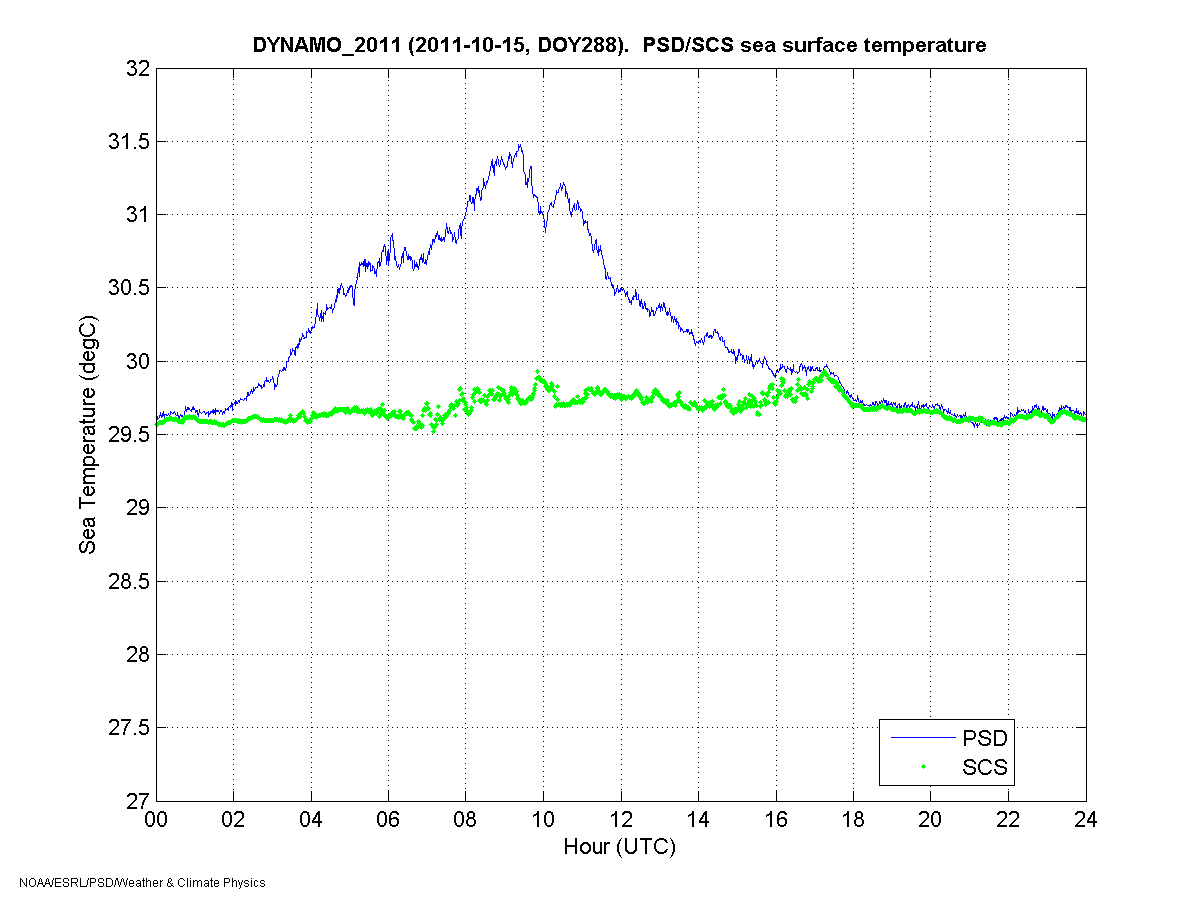 DYNAMO_2011 (2011-10-15, DOY288).  PSD/SCS sea surface temperature
32
31.5
31
30.5
30
29.5
29
28.5
28
27.5
27
Sea Temperature (degC)
00 02 04 06 08 10 12 14 16 18 20 22 24
Hour (UTC)
PSD
SCS
NOAA/ESRL/PSD/Weather & Climate Physics